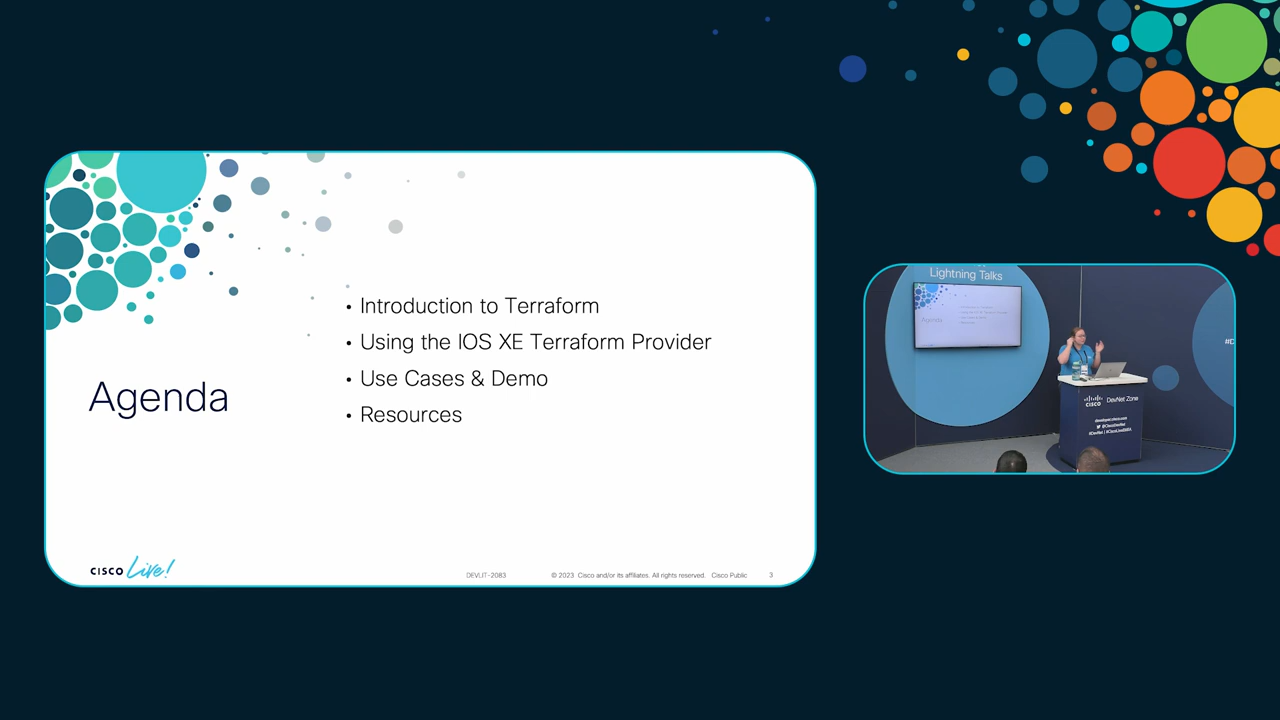 Agenda
• Introduction to Terraform
• Using the IOS XE Terraform Provider
• Use Cases & Demo
• Resources
CISCO Live!
DEVLIT-2083
© 2023 Cisco and/or its affiliates. All rights reserved. Cisco Public
3
Lightning Talks
Agenda
CISCO
DevNet Zone